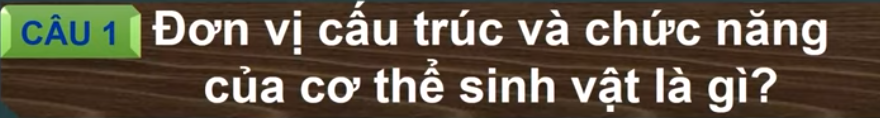 CÂU 1 Đơn vị cấu trúc và chức năng
của cơ thể sinh vật là gì?